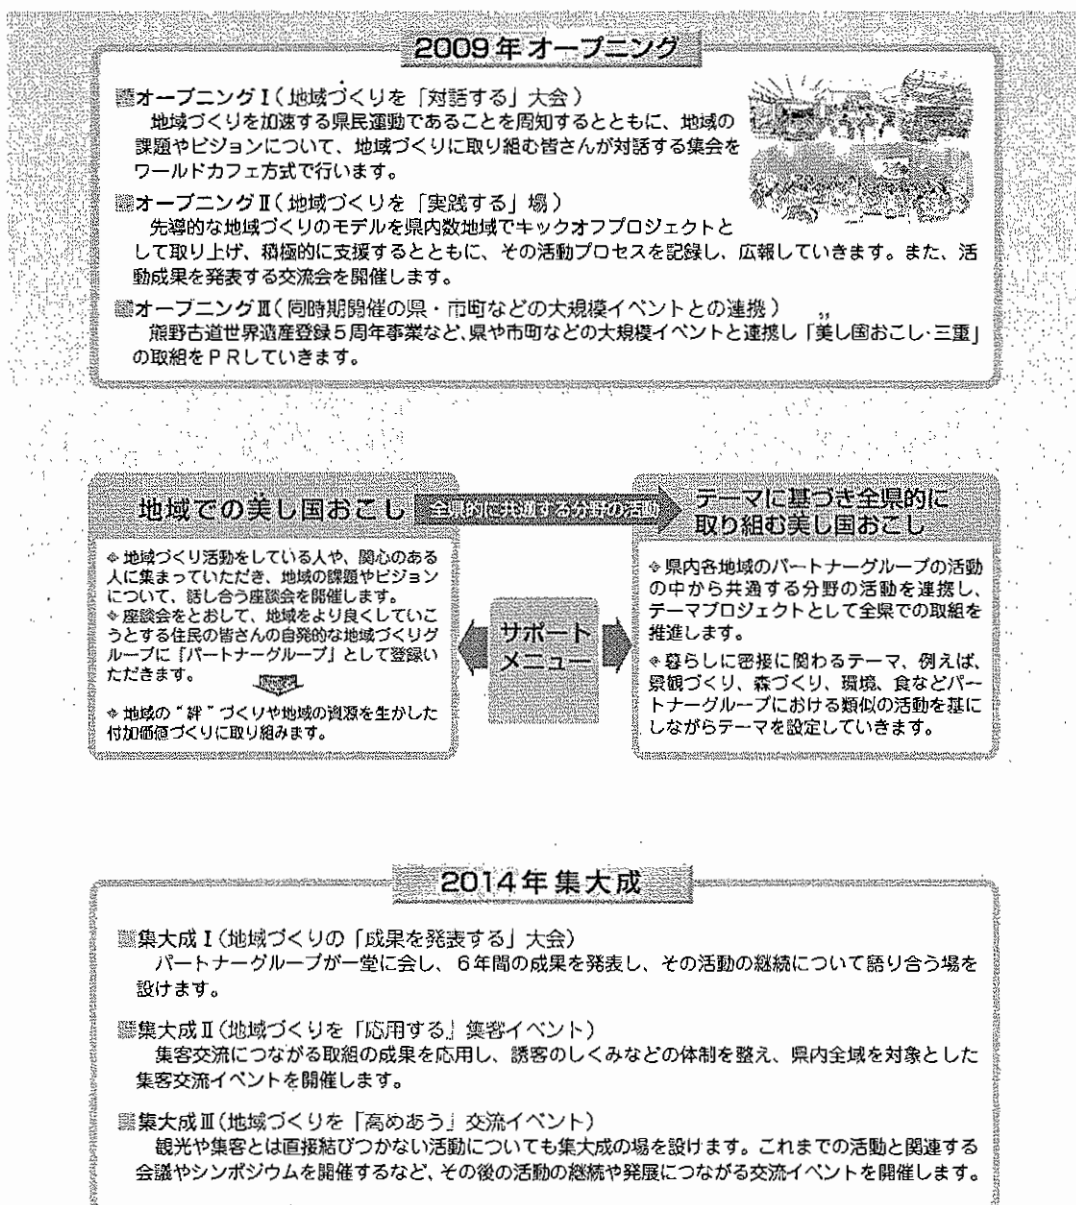 2009年オープニング
オープニングⅠ(地域づくりを「対話する」大会)
地域づくりを加速する県民運動であることを周知するとともに、地域の
課題やビジョンについて、地域づくりに取り組む皆さんが対話する集会を
ワールドカフェ方式で行います。
オープニングⅡ(地域づくりを「実践する」場)
先導的な地域づくりのモデルを県内数地域でキックオフプロジェクトと
して取り上げ、積極的に支援するとともに、その活動プロセスを記録し、広報していきます。また、活
動成果を発表する交流会を開催します。
オープニングⅢ(同時期開催の県・市町などの大規模イベントとの連携)
熊野古道世界遺産登録5周年事業など、県や市町などの大規模イベントと連携し「美し国おこし・三重」
の取組をPRしていきます。
地域での美し国おこし
全県的に共通する分野の活動
テーマに基づき全県的に
取り組む美し国おこし
◆地域づくり活動をしている人や、関心のある
人に集まっていただき、地域の課題やビジョン
について、話し合う座談会を開催します。
◆座談会をとおして、地域をより良くしていこ
うとする住民の皆さんの自発的な地域づくりグ
ループに「パートナーグループ」として登録い
ただきます。
◆地域の“絆”づくりや地域の資源を生かした
付加価値づくりに取り組みます。
サポート
メニュー
◆県内各地域のパートナーグループの活動
の中から共通する分野の活動を連携し、
テーマプロジェクトとして全県での取組を
推進します。
◆暮らしに密接に関わるテーマ、例えば、
景観づくり、森づくり、環境、食などパー
トナーグループにおける類似の活動を基に
しながらテーマを設定していきます。
2014年集大成
集大成Ⅰ(地域づくりの「成果を発表する」大会)
パートナーグループが一堂に会し、6年間の成果を発表し、その活動の継続について語り合う場を
設けます。
集大成Ⅱ(地域づくりを「応用する」集客イベント)
集客交流につながる取組の成果を応用し、誘客のしくみなどの体制を整え、県内全域を対象とした
集客交流イベントを開催します。
集大成Ⅲ(地域づくりを「高めあう」交流イベント)
観光や集客とは直接結びつかない活動についても集大成の場を設けます。これまでの活動と関連する
会議やシンポジウムを開催するなど、その後の活動の継続や発展につながる交流イベントを開催します。